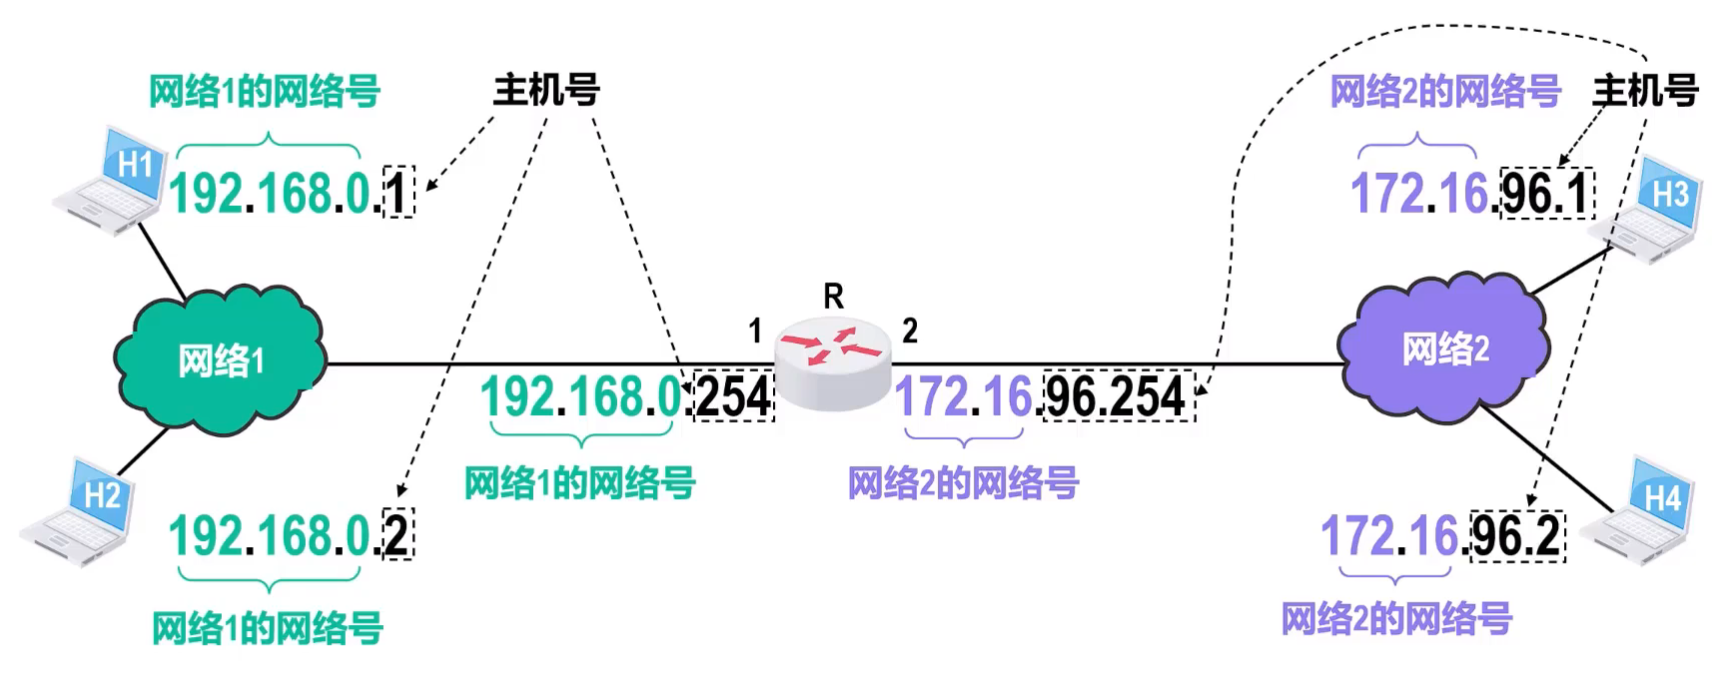 网络1的网络号
主机号
网络2的网络号
主机号
H1
192.168.0.1
172.16.96.1
H3
R
1
2
网络1
网络2
192.168.0.254
172.16.96.254
网络1的网络号
网络2的网络号
H2
192.168.0.2
172.16.96.2
H4
网络1的网络号
网络2的网络号